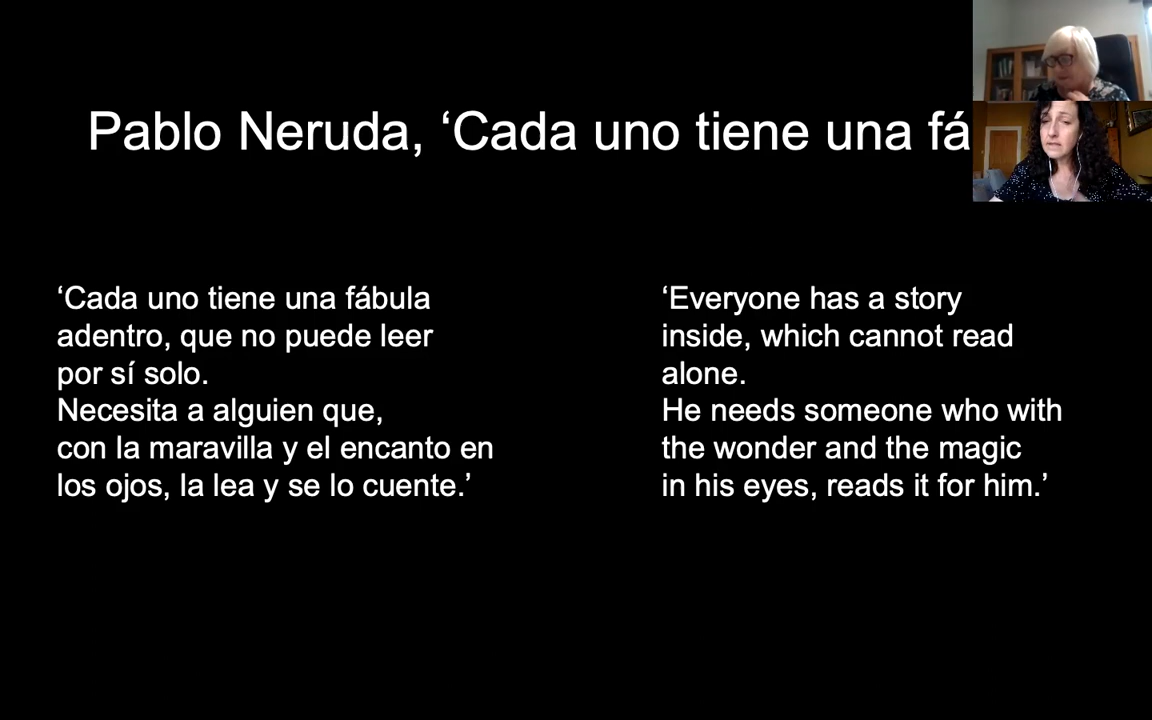 Pablo Neruda, ‘Cada uno tiene una fá
‘Cada uno tiene una fábula
adentro, que no puede leer
por sí solo.
Necesita a alguien que,
con la maravilla y el encanto en
los ojos, la lea y se lo cuente.’
‘Everyone has a story
inside, which cannot read
alone.
He needs someone who with
the wonder and the magic
in his eyes, reads it for him.’